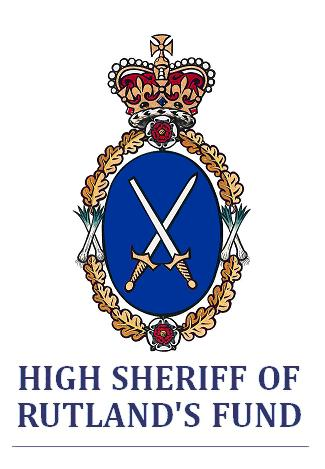 HIGH SHERIFF OF
RUTLAND'S FUND